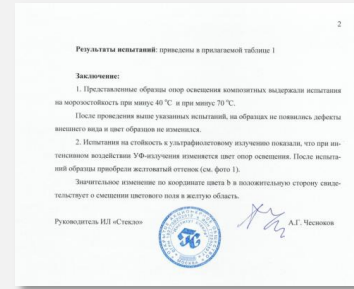 2
Результаты испытаний: приведены в прилагаемой таблице 1
Заключение:
1. Представленные образцы опор освещения композитных выдержали испытания
на морозостойкость при минус 40 °С и при минус 70 °С.
После проведения выше указанных испытаний, на образцах не появились дефекты
внешнего вида и цвет образцов не изменился.
2. Испытания на стойкость к ультрафиолетовому излучению показали, что при ин-
тенсивном воздействии УФ-излучения изменяется цвет опор освещения. После испыта-
ний образцы приобрели желтоватый оттенок (см. фото 1).
Значительное изменение по координате цвета b в положительную сторону свиде-
тельствует о смещении цветового поля в желтую область.
Руководитель ИЛ «Стекло» А.Г. Чесноков